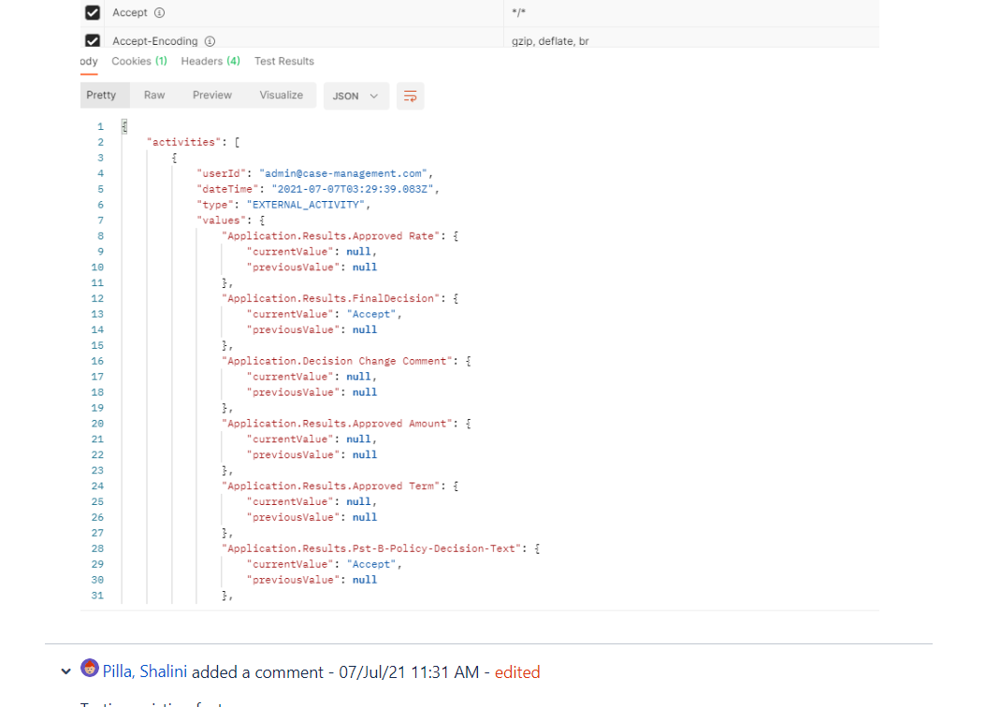 Accept */*
Accept-Encoding gzip, deflate, br
ody Cookies (1) Headers (4) Test Results
Pretty Raw Preview Visualize JSON
1 {
2 "activities": [
3 {
4 "userId": "admin@case-management.com",
5 "dateTime": "2021-07-07T03:29:39.083Z",
6 "type": "EXTERNAL_ACTIVITY",
7 "values": {
8 "Application.Results.Approved Rate": {
9 "currentValue": null,
10 "previousValue": null
11 },
12 "Application.Results.FinalDecision": {
13 "currentValue": "Accept",
14 "previousValue": null
15 },
16 "Application.Decision Change Comment": {
17 "currentValue": null,
18 "previousValue": null
19 },
20 "Application.Results.Approved Amount": {
21 "currentValue": null,
22 "previousValue": null
23 },
24 "Application.Results.Approved Term": {
25 "currentValue": null,
26 "previousValue": null
27 },
28 "Application.Results.Pst-B-Policy-Decision-Text": {
29 "currentValue": "Accept",
30 "previousValue": null
31 },
Pilla, Shalini added a comment - 07/Jul/21 11:31 AM - edited